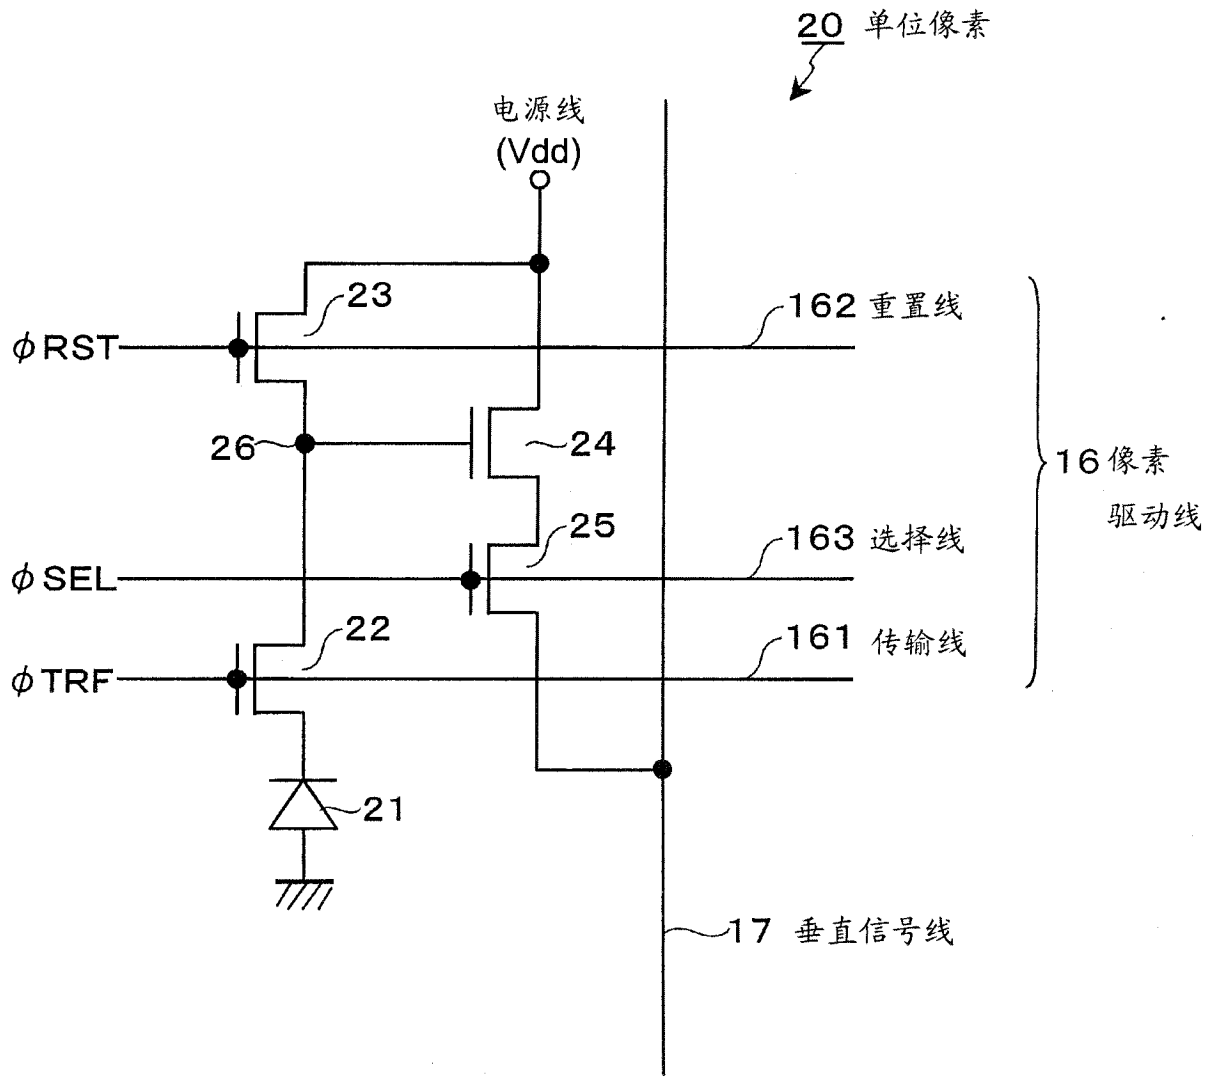 20 单位像素
电源线
(Vdd)
23
162 重置线
φRST
26
24
16 像素
驱动线
25
163 选择线
φSEL
22
161 传输线
φTRF
21
17 垂直信号线